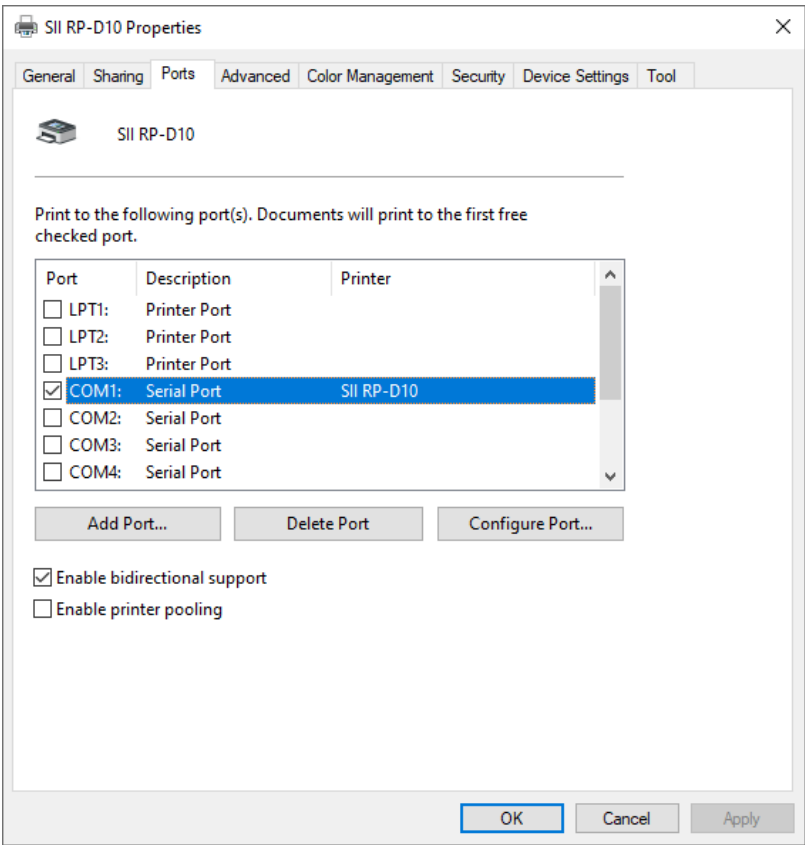 SII RP-D10 Properties
General Sharing Ports Advanced Color Management Security Device Settings Tool
SII RP-D10
Print to the following port(s). Documents will print to the first free
checked port.
Port Description Printer
LPT1: Printer Port
LPT2: Printer Port
LPT3: Printer Port
COM1: Serial Port SII RP-D10
COM2: Serial Port
COM3: Serial Port
COM4: Serial Port
Add Port... Delete Port Configure Port...
Enable bidirectional support
Enable printer pooling
OK Cancel Apply